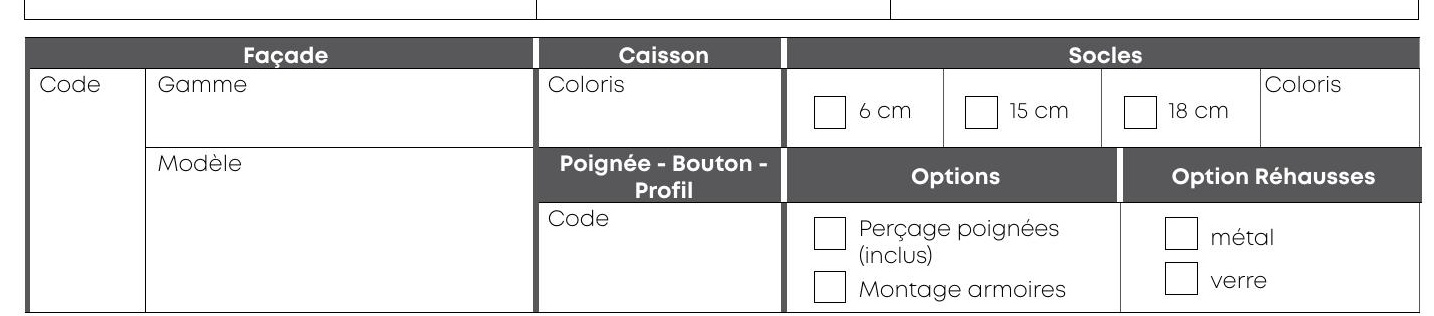 Façade
Caisson
Socles
Code
Gamme
Coloris
6 cm
15 cm
18 cm
Coloris
Modèle
Poignée - Bouton -
Profil
Options
Option Réhausses
Code
Perçage poignées
(inclus)
Montage armoires
métal
verre